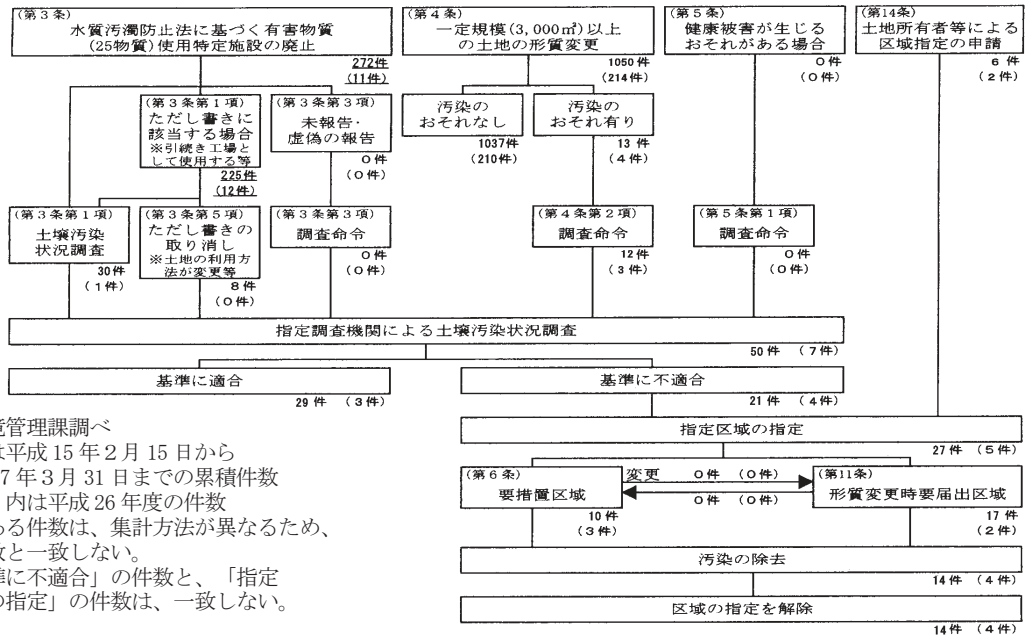 (第3条)
水質汚濁防止法に基づく有害物質
(25物質)使用特定施設の廃止
272件
(11件)
(第4条)
一定規模(3,000㎡)以上
の土地の形質変更
1050件
(214件)
(第5条)
健康被害が生じる
おそれがある場合
0件
(0件)
(第14条)
土地所有者等による
区域指定の申請
6件
(2件)
(第3条第1項)
ただし書きに
該当する場合
※引続き工場と
して使用する等
225件
(12件)
(第3条第3項)
未報告・
虚偽の報告
0件
(0件)
汚染の
おそれなし
1037件
(210件)
汚染の
おそれ有り
13件
(4件)
(第3条第1項)
土壌汚染
状況調査
30件
(1件)
(第3条第5項)
ただし書きの
取り消し
※土地の利用方
法が変更等
8件
(0件)
(第3条第3項)
調査命令
0件
(0件)
(第4条第2項)
調査命令
12件
(3件)
(第5条第1項)
調査命令
0件
(0件)
指定調査機関による土壌汚染状況調査
50件 (7件)
基準に適合
29件 (3件)
基準に不適合
21件 (4件)
指定区域の指定
27件 (5件)
(第6条)
要措置区域
10件
(3件)
変更 0件 (0件)
0件 (0件)
(第11条)
形質変更時要届出区域
17件
(2件)
汚染の除去
14件 (4件)
区域の指定を解除
14件 (4件)
管理課調べ
は平成15年2月15日から
7年3月31日までの累積件数
内は平成26年度の件数
ある件数は、集計方法が異なるため、
数と一致しない。
に不適合」の件数と、「指定
の指定」の件数は、一致しない。